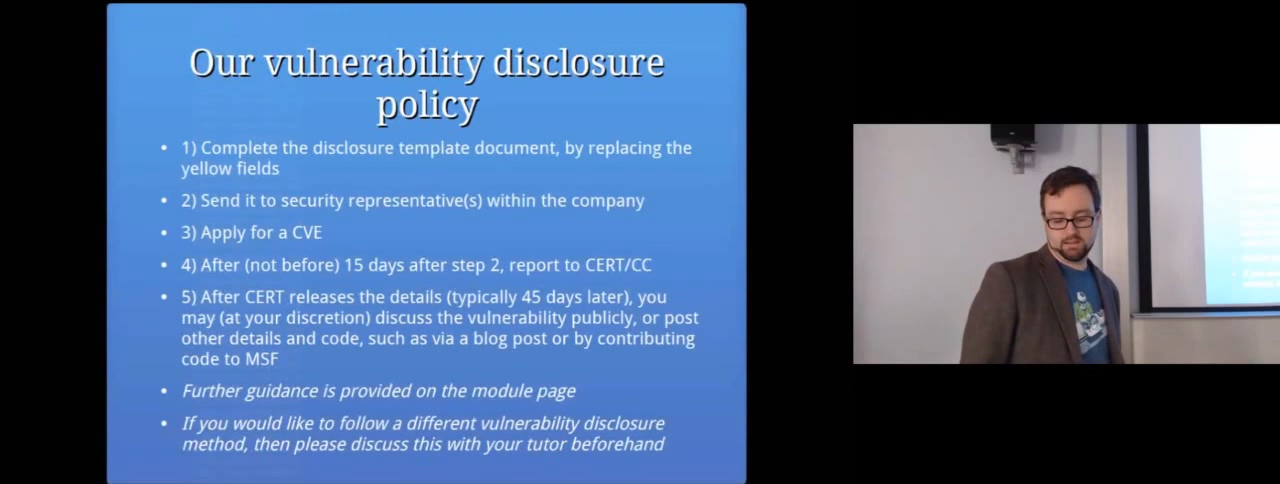 Our vulnerability disclosure
policy
• 1) Complete the disclosure template document, by replacing the
yellow fields
• 2) Send it to security representative(s) within the company
• 3) Apply for a CVE
• 4) After (not before) 15 days after step 2, report to CERT/CC
• 5) After CERT releases the details (typically 45 days later), you
may (at your discretion) discuss the vulnerability publicly, or post
other details and code, such as via a blog post or by contributing
code to MSF
• Further guidance is provided on the module page
• If you would like to follow a different vulnerability disclosure
method, then please discuss this with your tutor beforehand